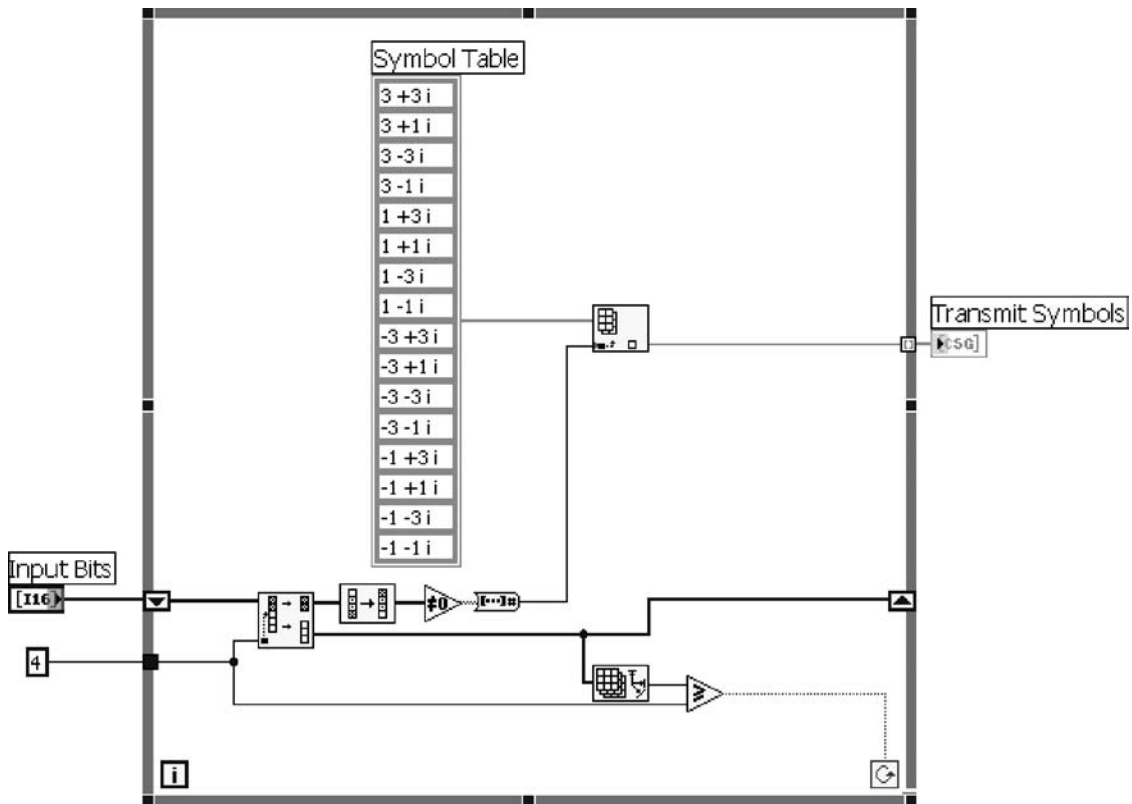 Symbol Table
3 +3 i
3 +1 i
3 -3 i
3 -1 i
1 +3 i
1 +1 i
1 -3 i
1 -1 i
-3 +3 i
-3 +1 i
-3 -3 i
-3 -1 i
-1 +3 i
-1 +1 i
-1 -3 i
-1 -1 i
Transmit Symbols
[CSG]
Input Bits
[I16]
≠0
[···]#
4
≥
i